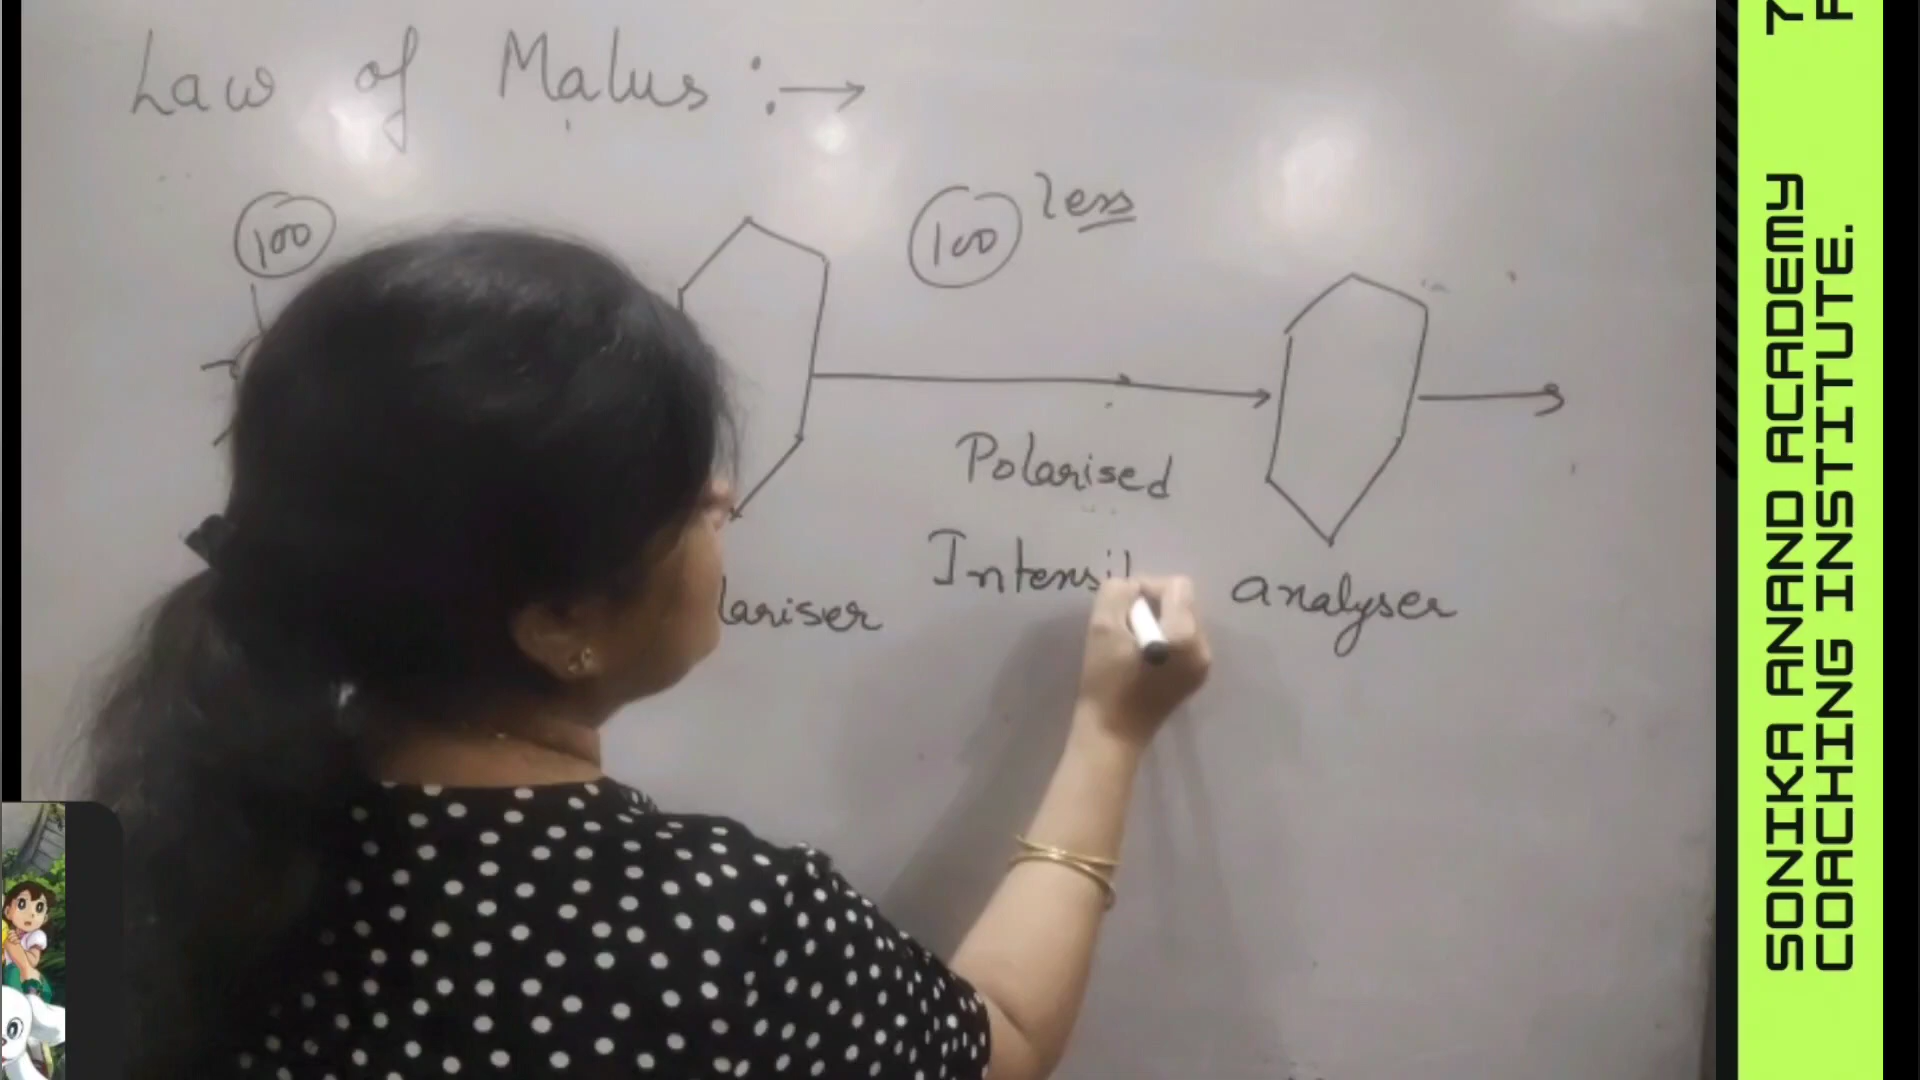 Law of Malus :→
100
100 less
Polarised
Intensi
lariser
analyser
SONIKA ANAND ACADEMY
COACHING INSTITUTE.